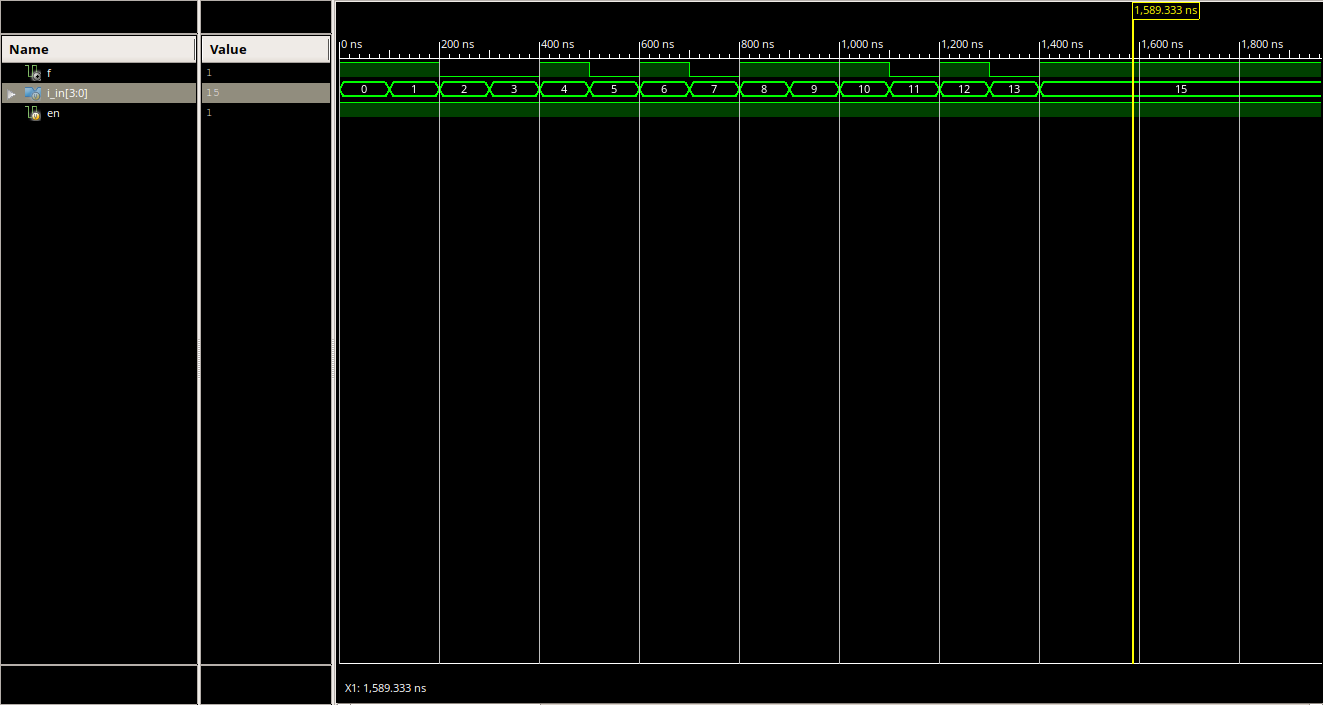 1,589.333 ns
Name
Value
0 ns
200 ns
400 ns
600 ns
800 ns
1,000 ns
1,200 ns
1,400 ns
1,600 ns
1,800 ns
f
1
i_in[3:0]
15
0
1
2
3
4
5
6
7
8
9
10
11
12
13
15
en
1
X1: 1,589.333 ns